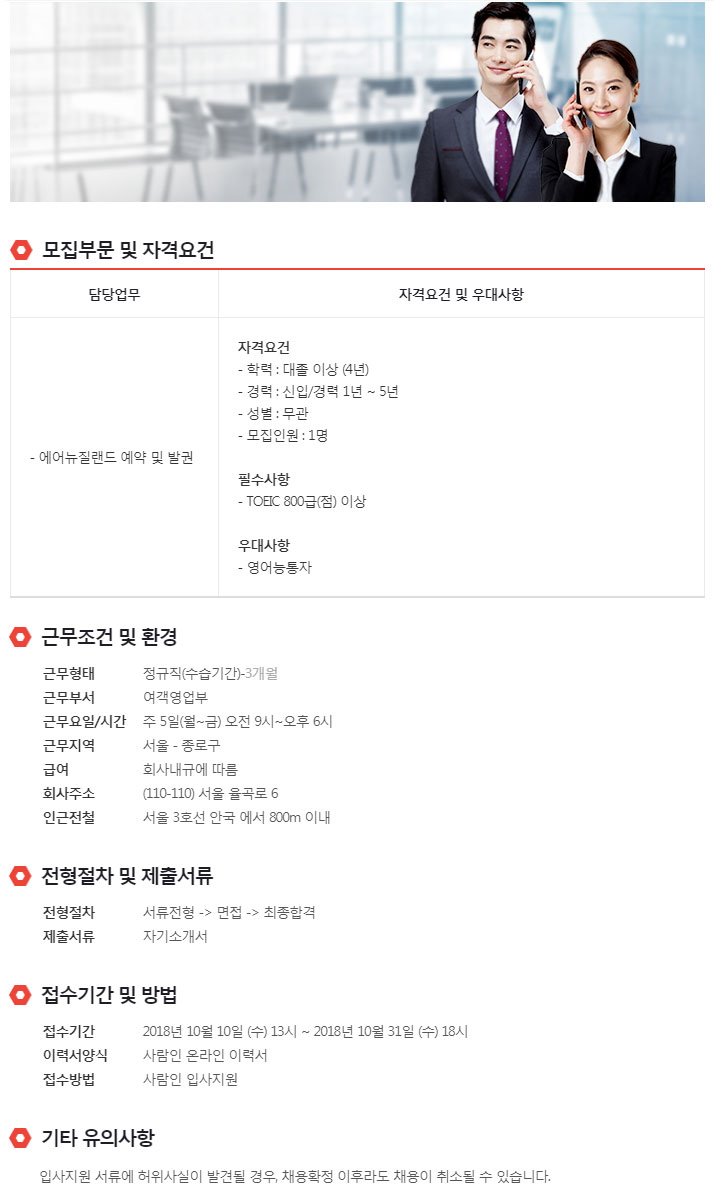 모집부문 및 자격요건
담당업무
자격요건 및 우대사항
- 에어뉴질랜드 예약 및 발권
자격요건
- 학력 : 대졸 이상 (4년)
- 경력 : 신입/경력 1년 ~ 5년
- 성별 : 무관
- 모집인원 : 1명
필수사항
- TOEIC 800급(점) 이상
우대사항
- 영어능통자
근무조건 및 환경
근무형태 정규직(수습기간)-3개월
근무부서 여객영업부
근무요일/시간 주 5일(월~금) 오전 9시~오후 6시
근무지역 서울 - 종로구
급여 회사내규에 따름
회사주소 (110-110) 서울 율곡로 6
인근전철 서울 3호선 안국 에서 800m 이내
전형절차 및 제출서류
전형절차 서류전형 -> 면접 -> 최종합격
제출서류 자기소개서
접수기간 및 방법
접수기간 2018년 10월 10일 (수) 13시 ~ 2018년 10월 31일 (수) 18시
이력서양식 사람인 온라인 이력서
접수방법 사람인 입사지원
기타 유의사항
입사지원 서류에 허위사실이 발견될 경우, 채용확정 이후라도 채용이 취소될 수 있습니다.